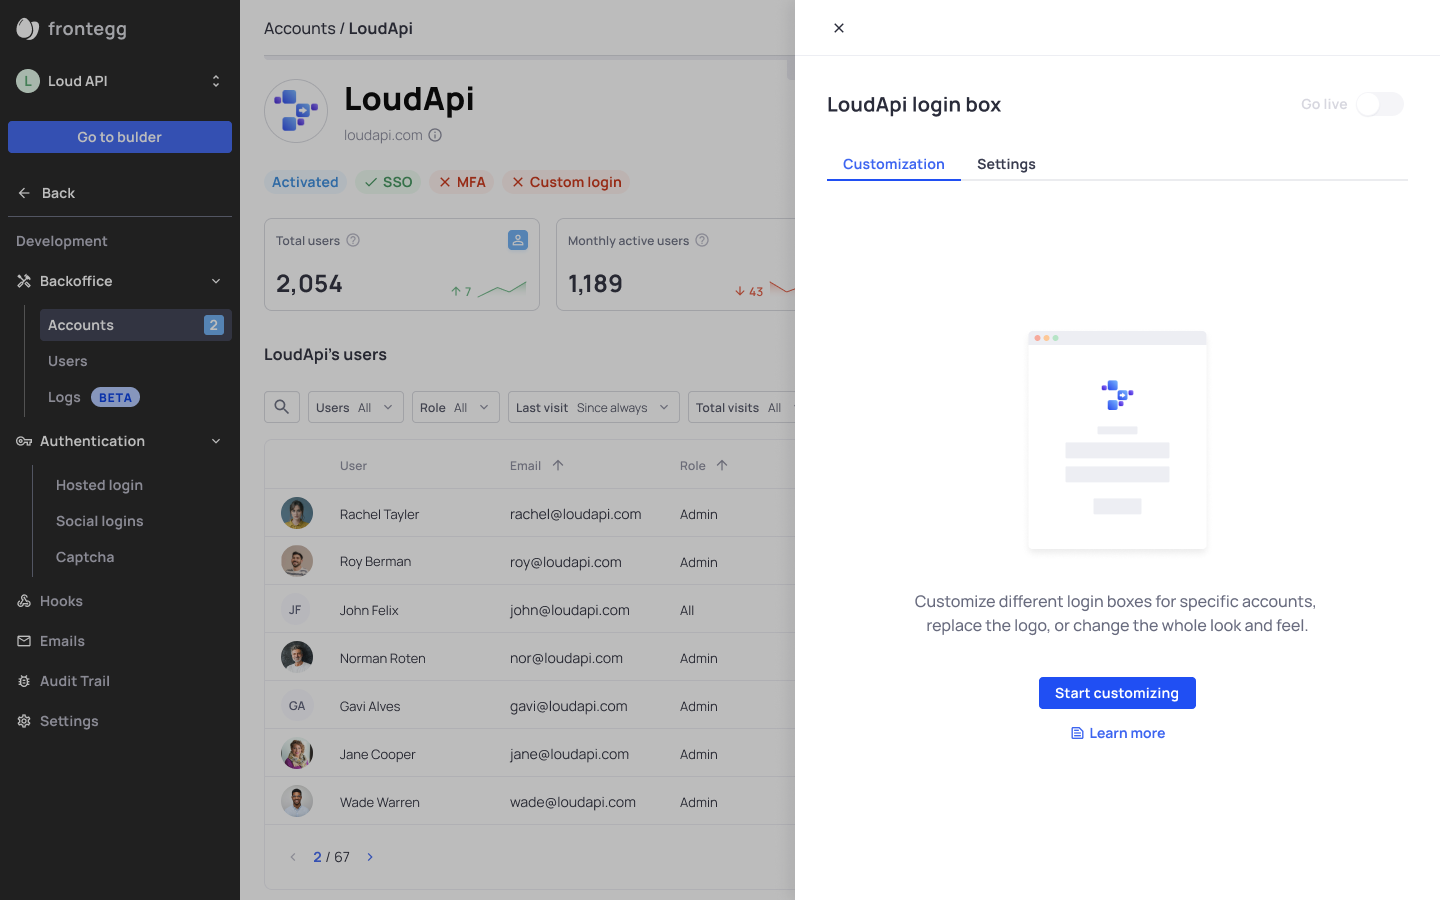 frontegg
L Loud API
Go to bulder
Back
Development
Backoffice
Accounts 2
Users
Logs BETA
Authentication
Hosted login
Social logins
Captcha
Hooks
Emails
Audit Trail
Settings
Accounts / LoudApi
LoudApi
loudapi.com
Activated SSO MFA Custom login
Total users
2,054
7
Monthly active users
1,189
43
LoudApi's users
Users All Role All Last visit Since always Total visits All
User Email Role
Rachel Tayler rachel@loudapi.com Admin
Roy Berman roy@loudapi.com Admin
JF John Felix john@loudapi.com All
Norman Roten nor@loudapi.com Admin
GA Gavi Alves gavi@loudapi.com Admin
Jane Cooper jane@loudapi.com Admin
Wade Warren wade@loudapi.com Admin
2 / 67
LoudApi login box
Go live
Customization Settings
Customize different login boxes for specific accounts,
replace the logo, or change the whole look and feel.
Start customizing
Learn more